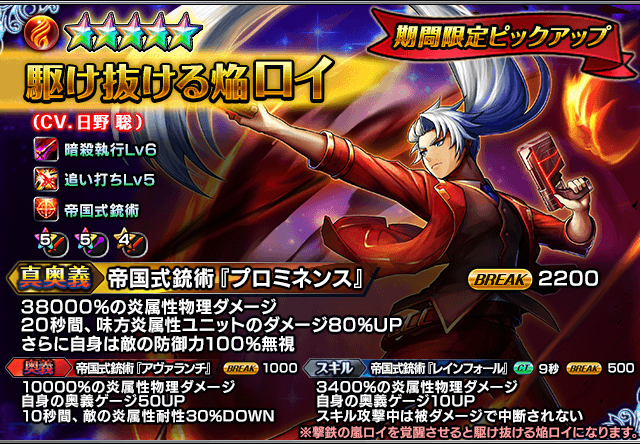 期間限定ピックアップ
駆け抜ける焔ロイ
(CV.日野 聡)
暗殺執行Lv6
追い打ちLv5
帝国式銃術
5 5 4
真奥義 帝国式銃術『プロミネンス』 BREAK 2200
38000%の炎属性物理ダメージ
20秒間、味方炎属性ユニットのダメージ80%UP
さらに自身は敵の防御力100%無視
奥義 帝国式銃術『アヴァランチ』 BREAK 1000
10000%の炎属性物理ダメージ
自身の奥義ゲージ50UP
10秒間、敵の炎属性耐性30%DOWN
スキル 帝国式銃術『レインフォール』 CT 9秒 BREAK 500
3400%の炎属性物理ダメージ
自身の奥義ゲージ10UP
スキル攻撃中は被ダメージで中断されない
※撃鉄の嵐ロイを覚醒させると駆け抜ける焔ロイになります。